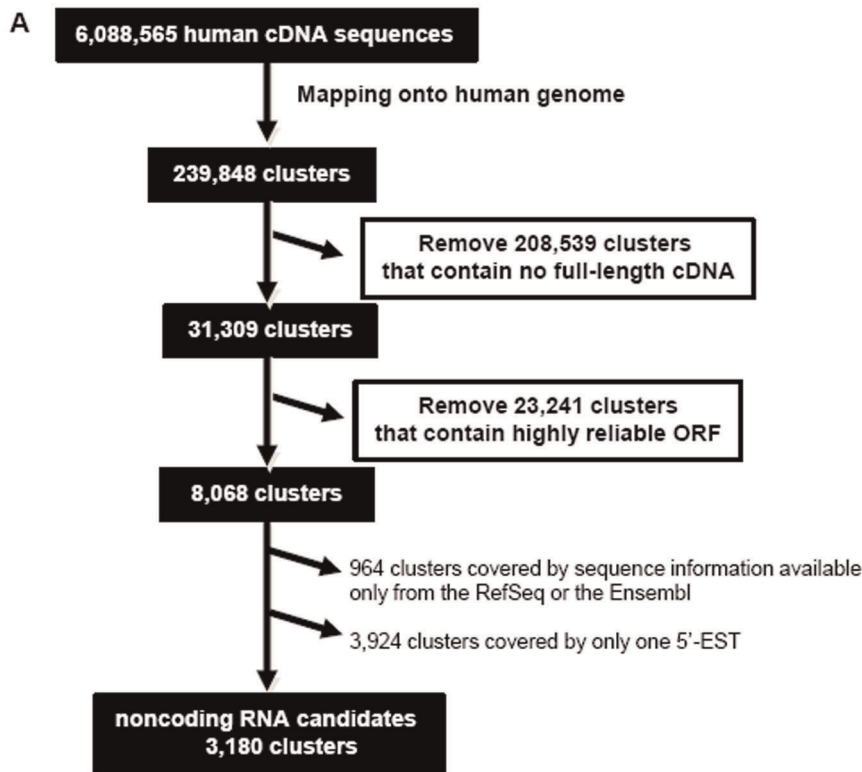 A
6,088,565 human cDNA sequences
Mapping onto human genome
239,848 clusters
Remove 208,539 clusters
that contain no full-length cDNA
31,309 clusters
Remove 23,241 clusters
that contain highly reliable ORF
8,068 clusters
964 clusters covered by sequence information available
only from the RefSeq or the Ensembl
3,924 clusters covered by only one 5'-EST
noncoding RNA candidates
3,180 clusters